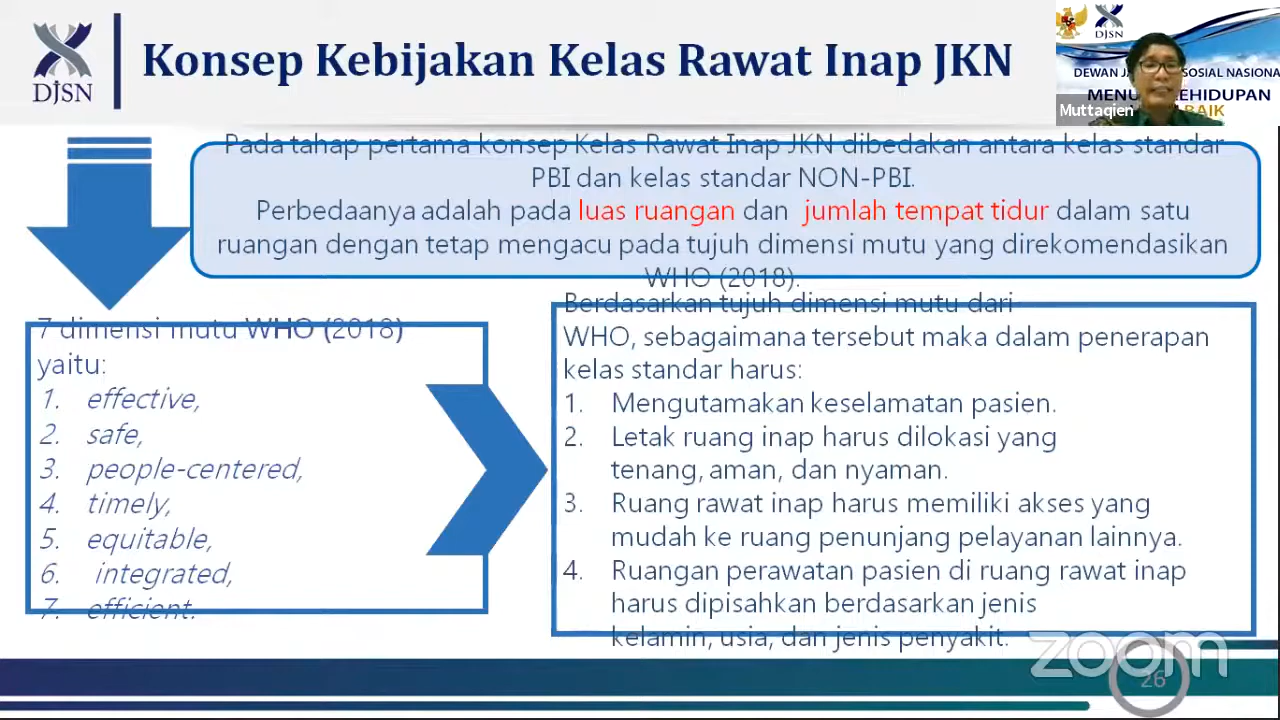 DJSN
Konsep Kebijakan Kelas Rawat Inap JKN
DJSN
DEWAN SOSIAL NASIONA
EHIDUPAN
Muttaqien
BAIK
Pada tahap pertama konsep Kelas Rawat Inap JKN dibedakan antara kelas standar
PBI dan kelas standar NON-PBI.
Perbedaanya adalah pada luas ruangan dan jumlah tempat tidur dalam satu
ruangan dengan tetap mengacu pada tujuh dimensi mutu yang direkomendasikan
WHO (2018).
7 dimensi mutu WHO (2018)
yaitu:
1. effective,
2. safe,
3. people-centered,
4. timely,
5. equitable,
6. integrated,
7. efficient.
Berdasarkan tujuh dimensi mutu dari
WHO, sebagaimana tersebut maka dalam penerapan
kelas standar harus:
1. Mengutamakan keselamatan pasien.
2. Letak ruang inap harus dilokasi yang
tenang, aman, dan nyaman.
3. Ruang rawat inap harus memiliki akses yang
mudah ke ruang penunjang pelayanan lainnya.
4. Ruangan perawatan pasien di ruang rawat inap
harus dipisahkan berdasarkan jenis
kelamin, usia, dan jenis penyakit.
zoom
26